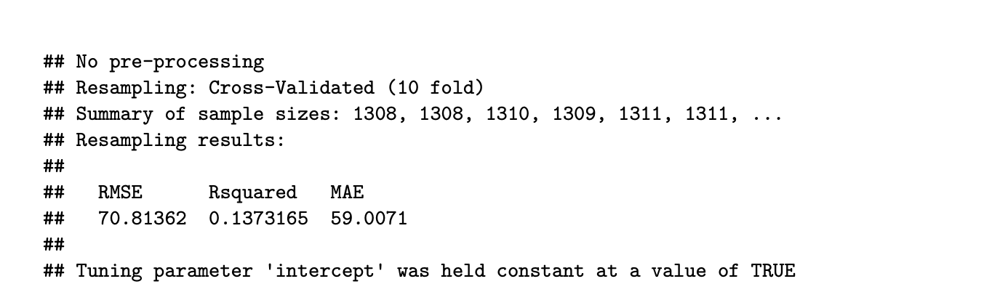 ## No pre-processing
## Resampling: Cross-Validated (10 fold)
## Summary of sample sizes: 1308, 1308, 1310, 1309, 1311, 1311, ...
## Resampling results:
##
##   RMSE      Rsquared   MAE
##   70.81362  0.1373165  59.0071
##
## Tuning parameter 'intercept' was held constant at a value of TRUE